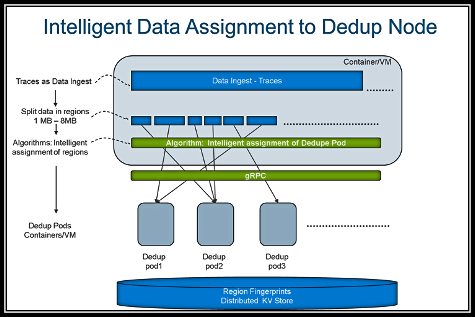 Intelligent Data Assignment to Dedup Node
Container/VM
Traces as Data Ingest
Data Ingest - Traces
Split data in regions
1 MB – 8MB
Algorithms: Intelligent
assignment of regions
Algorithm: Intelligent assignment of Dedupe Pod
gRPC
Dedup Pods
Containers/VM
Dedup
pod1
Dedup
pod2
Dedup
pod3
Region Fingerprints
Distributed KV Store